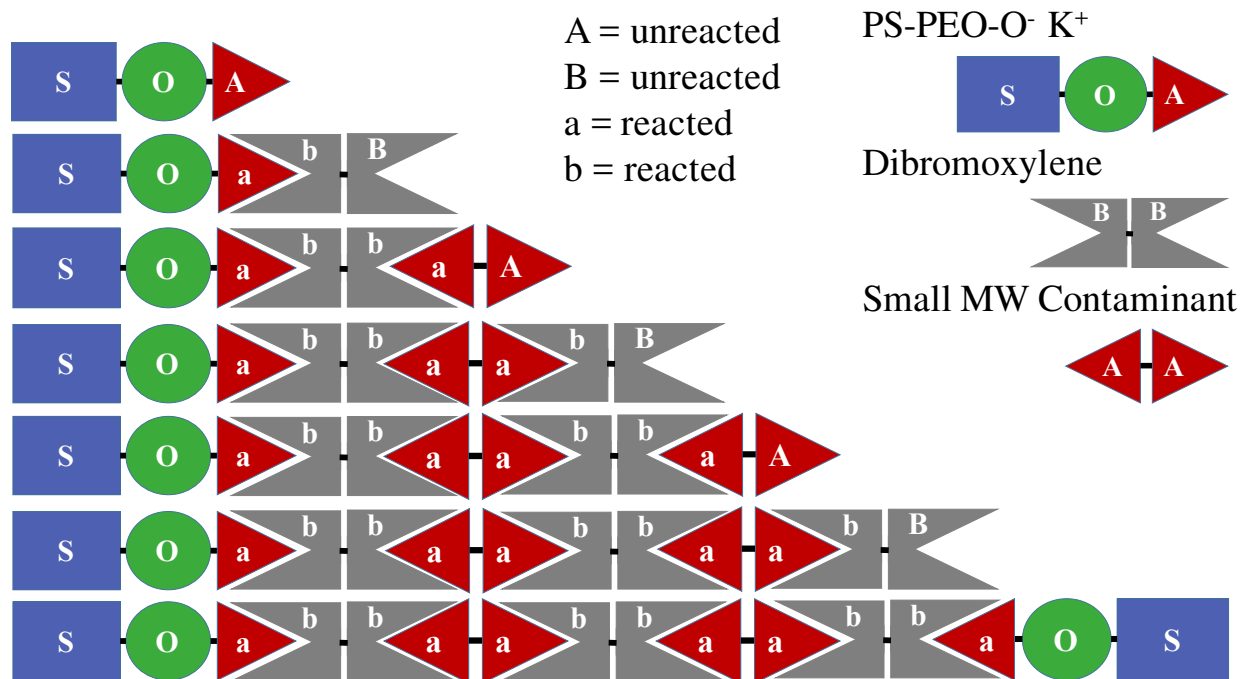 A = unreacted
B = unreacted
a = reacted
b = reacted
PS-PEO-O⁻ K⁺
S O A
Dibromoxylene
B B
Small MW Contaminant
A A
S O A
S O a b B
S O a b b a A
S O a b b a a b B
S O a b b a a b b a A
S O a b b a a b b a a b B
S O a b b a a b b a a b b a O S